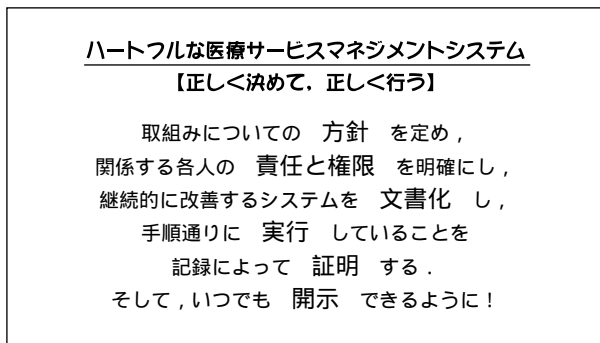 ハートフルな医療サービスマネジメントシステム
【正しく決めて，正しく行う】
取組みについての　方針　を定め，
関係する各人の　責任と権限　を明確にし，
継続的に改善するシステムを　文書化　し，
手順通りに　実行　していることを
記録によって　証明　する．
そして，いつでも　開示　できるように！